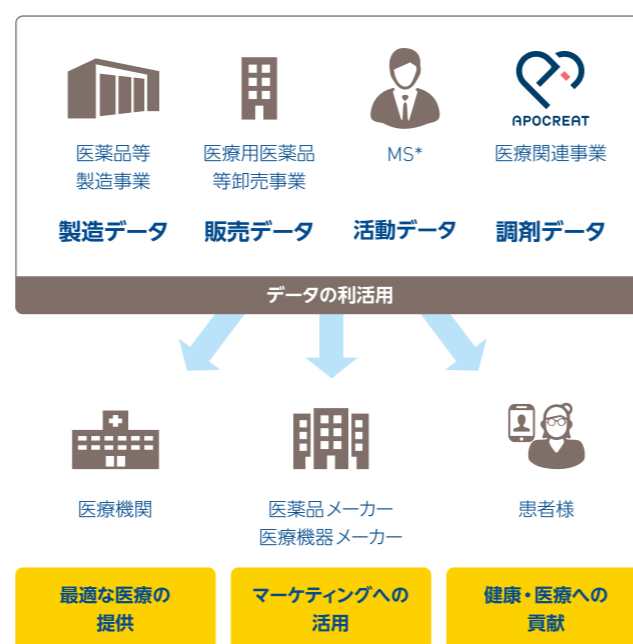 APOCREAT
医薬品等
製造事業
医療用医薬品
等卸売事業
MS*
医療関連事業
製造データ
販売データ
活動データ
調剤データ
データの利活用
医療機関
医薬品メーカー
医療機器メーカー
患者様
最適な医療の
提供
マーケティングへの
活用
健康・医療への
貢献